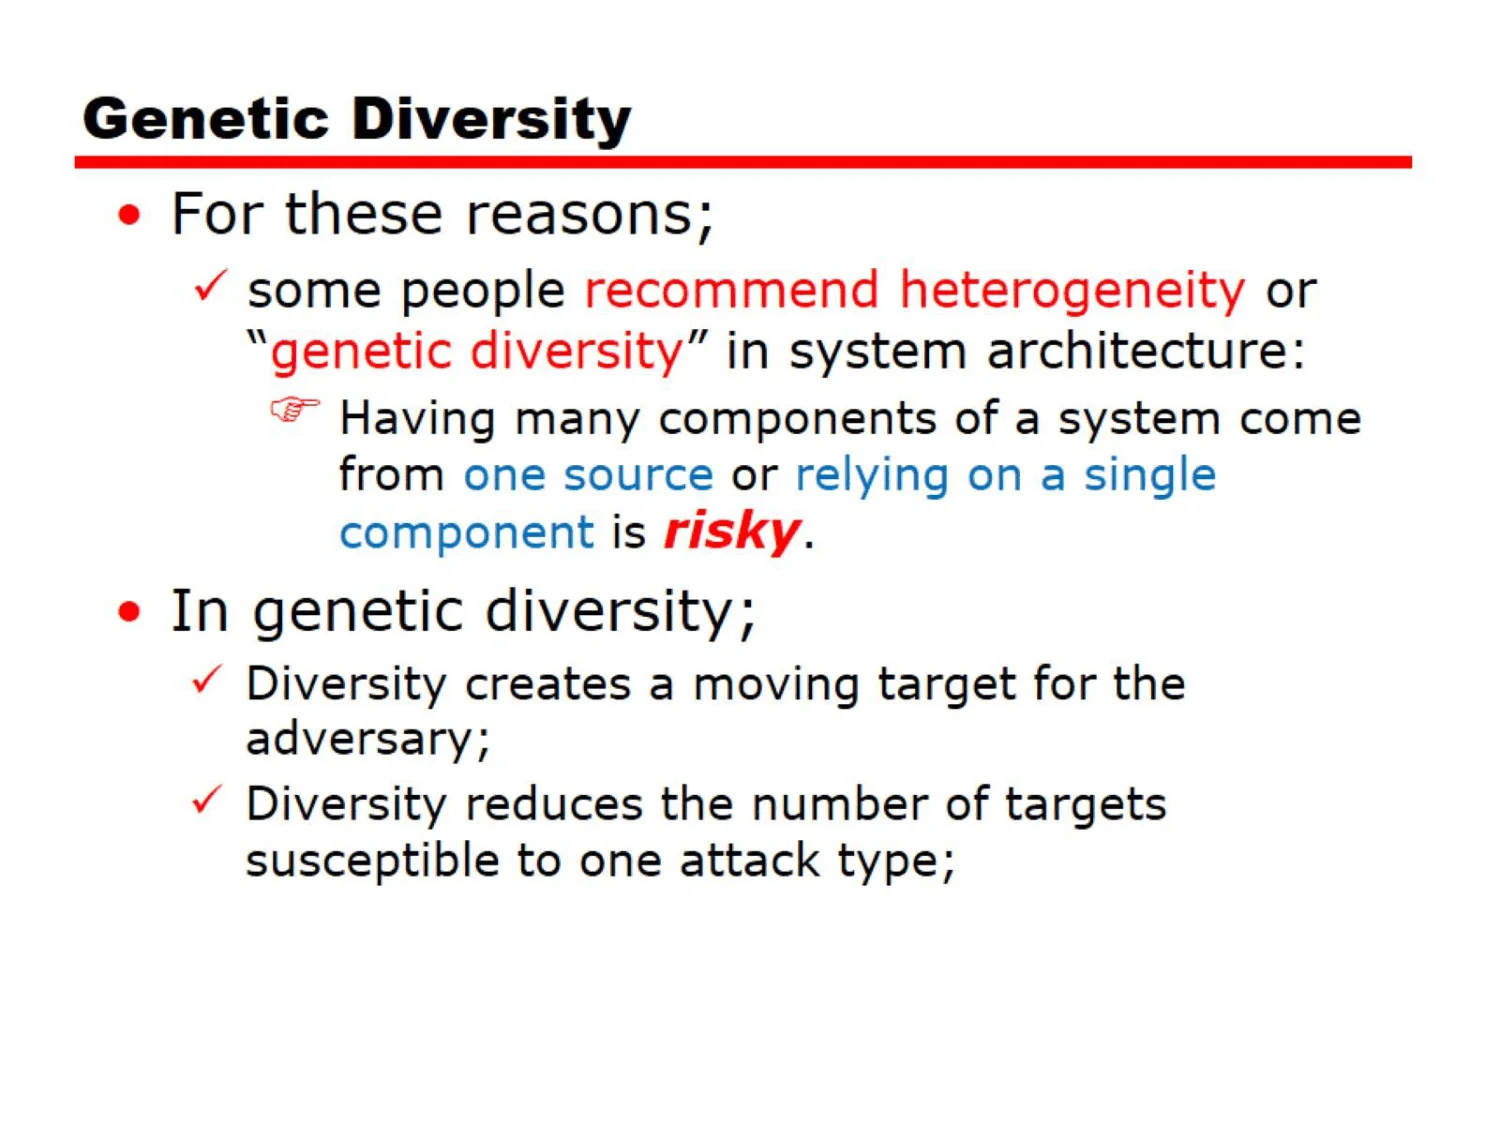 Genetic Diversity
• For these reasons;
✓ some people recommend heterogeneity or
“genetic diversity” in system architecture:
☞ Having many components of a system come
from one source or relying on a single
component is risky.
• In genetic diversity;
✓ Diversity creates a moving target for the
adversary;
✓ Diversity reduces the number of targets
susceptible to one attack type;